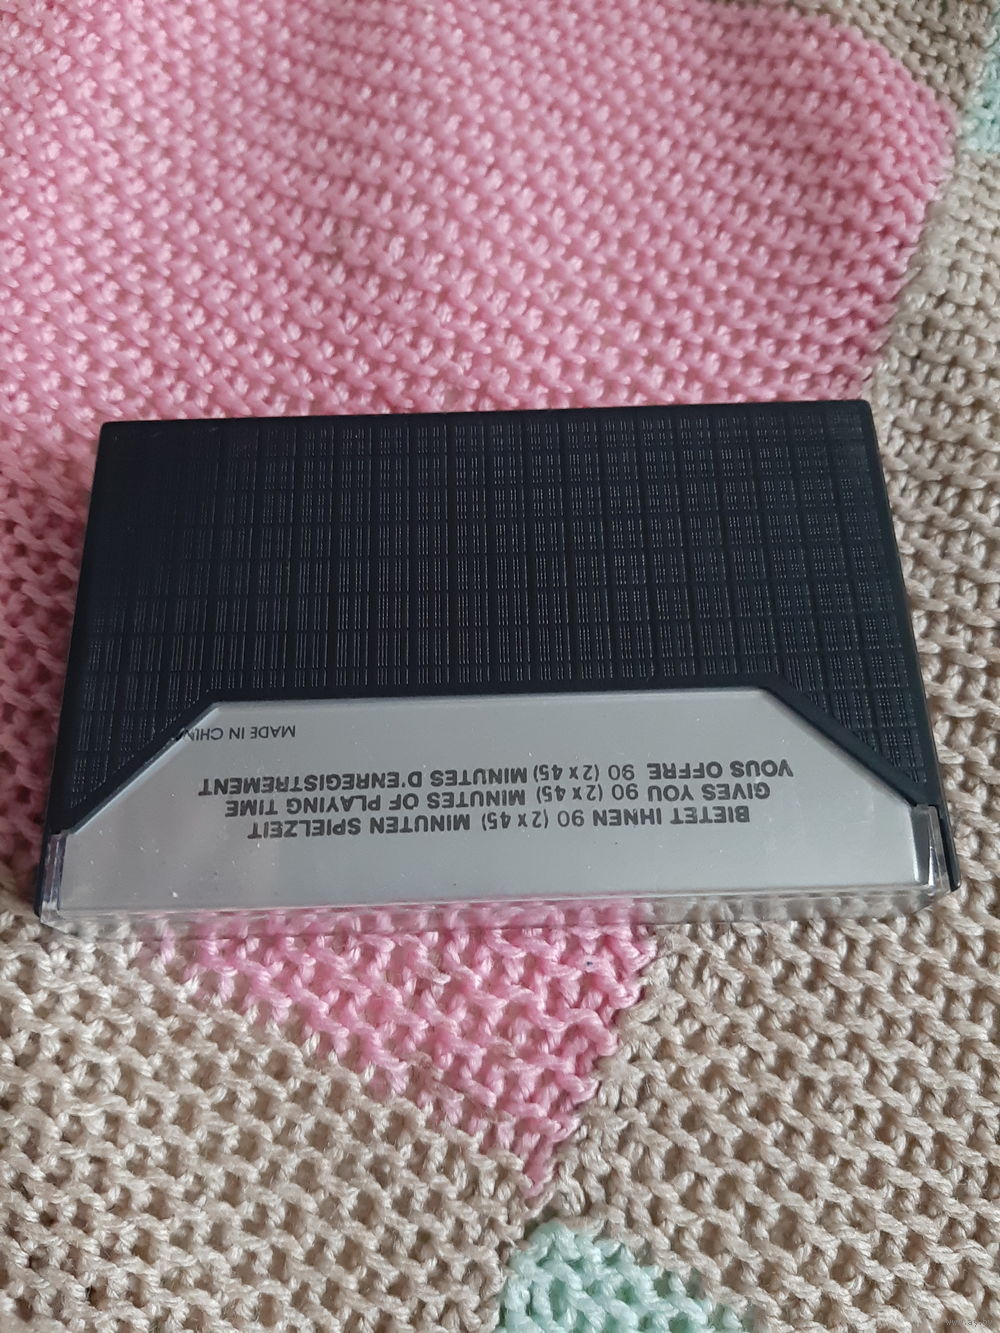 BIETET IHNEN 90 (2 x 45) MINUTEN SPIELZEIT
GIVES YOU 90 (2 x 45) MINUTES OF PLAYING TIME
VOUS OFFRE 90 (2 x 45) MINUTES D'ENREGISTREMENT
MADE IN CHINA